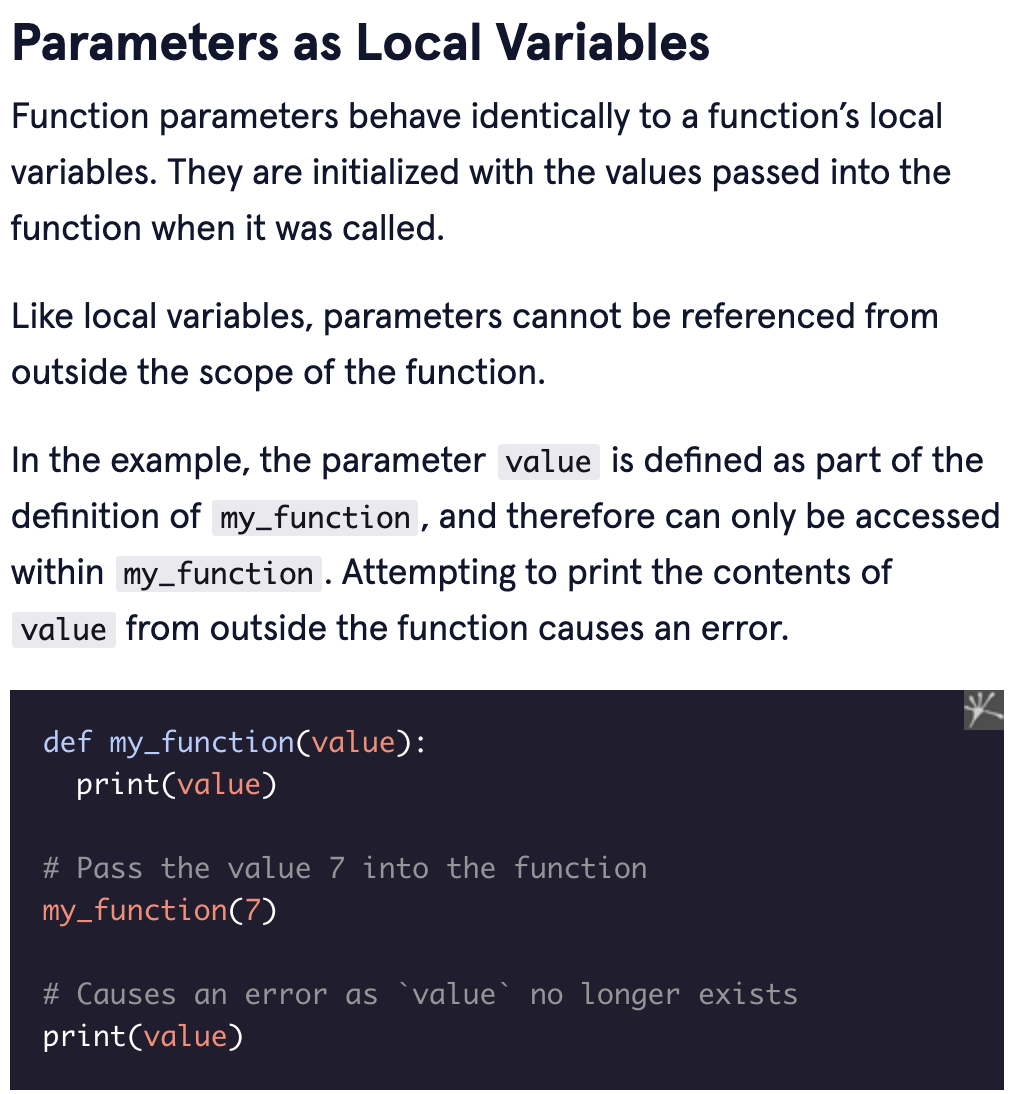 Parameters as Local Variables
Function parameters behave identically to a function’s local
variables. They are initialized with the values passed into the
function when it was called.
Like local variables, parameters cannot be referenced from
outside the scope of the function.
In the example, the parameter value is defined as part of the
definition of my_function, and therefore can only be accessed
within my_function. Attempting to print the contents of
value from outside the function causes an error.
def my_function(value):
  print(value)
# Pass the value 7 into the function
my_function(7)
# Causes an error as `value` no longer exists
print(value)